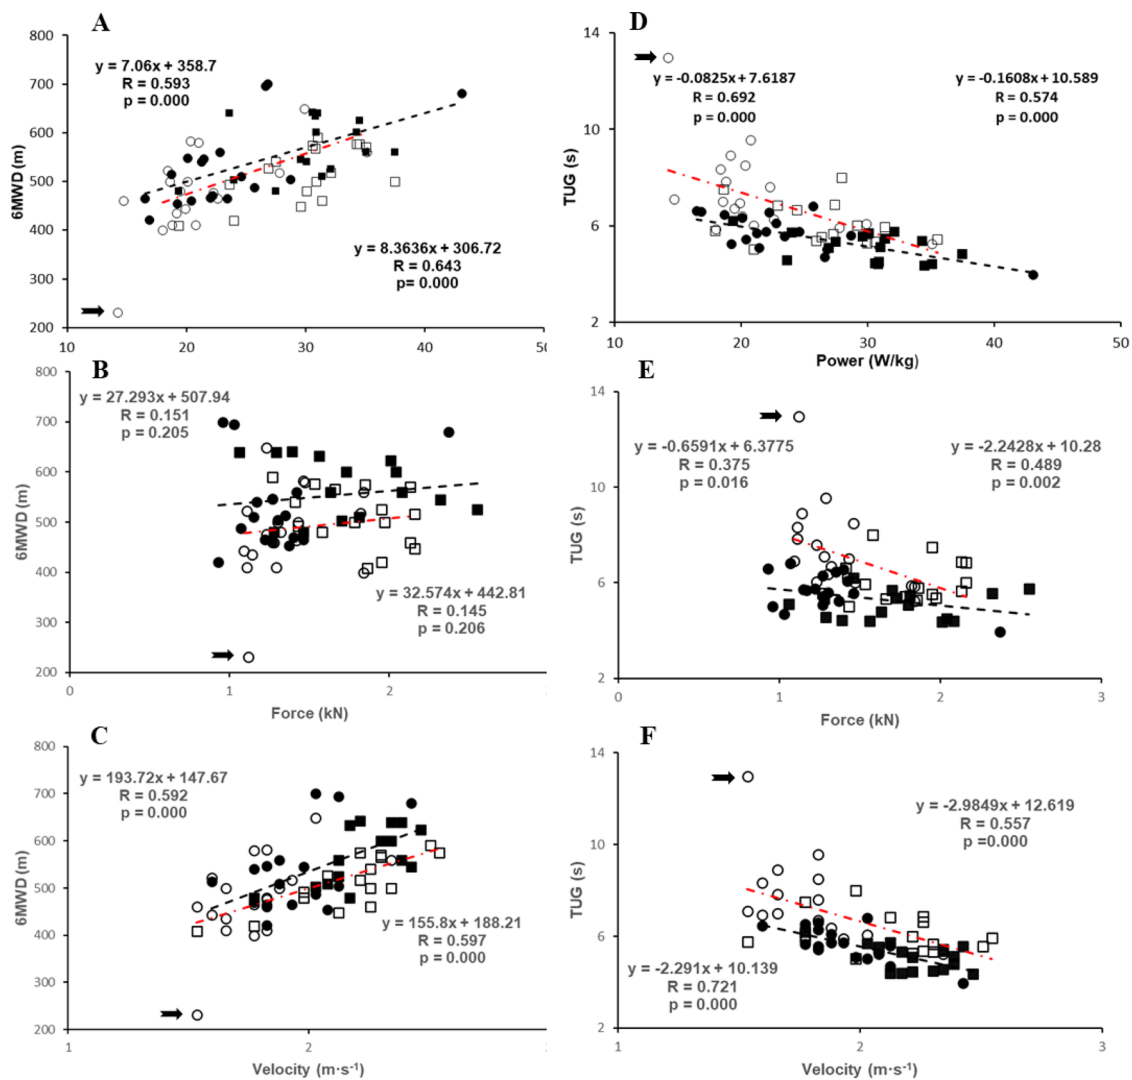 A
800
700
600
500
400
300
200
6MWD (m)
y = 7.06x + 358.7
R = 0.593
p = 0.000
8.3636x + 306.72
R = 0.643
p= 0.000
10
20
30
40
D
14
10
6
2
TUG (s)
y = -0.0825x + 7.6187
R = 0.692
p = 0.000
-0.1608x + 10.589
R = 0.574
p = 0.000
10
20
30
40
50
Power (W/kg)
B
800
700
600
500
400
300
200
6MWD (m)
y = 27.293x + 507.94
R = 0.151
p = 0.205
32.574x + 442.81
R = 0.145
p = 0.206
0
1
2
Force (kN)
E
14
10
6
2
TUG (s)
y = -0.6591x + 6.3775
R = 0.375
p = 0.016
y = -2.2428x + 10.28
R = 0.489
p = 0.002
0
1
2
3
Force (kN)
C
800
700
600
500
400
300
200
6MWD (m)
y = 193.72x + 147.67
R = 0.592
p = 0.000
155.8x + 188.21
R = 0.597
p = 0.000
1
2
Velocity (m·s-1)
F
14
10
6
2
TUG (s)
y = -2.9849x + 12.619
R = 0.557
p =0.000
y = -2.291x + 10.139
R = 0.721
p = 0.000
1
2
3
Velocity (m·s-1)